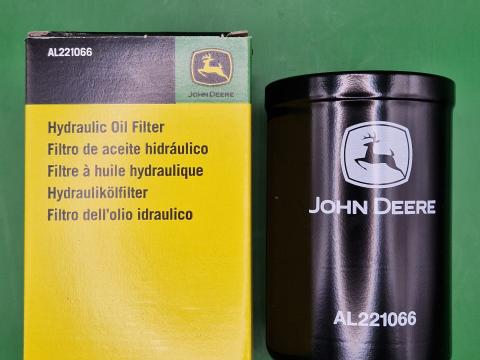 AL221066
JOHN DEERE
Hydraulic Oil Filter
Filtro de aceite hidráulico
Filtre à huile hydraulique
Hydraulikölfilter
Filtro dell'olio idraulico
JOHN DEERE
AL221066